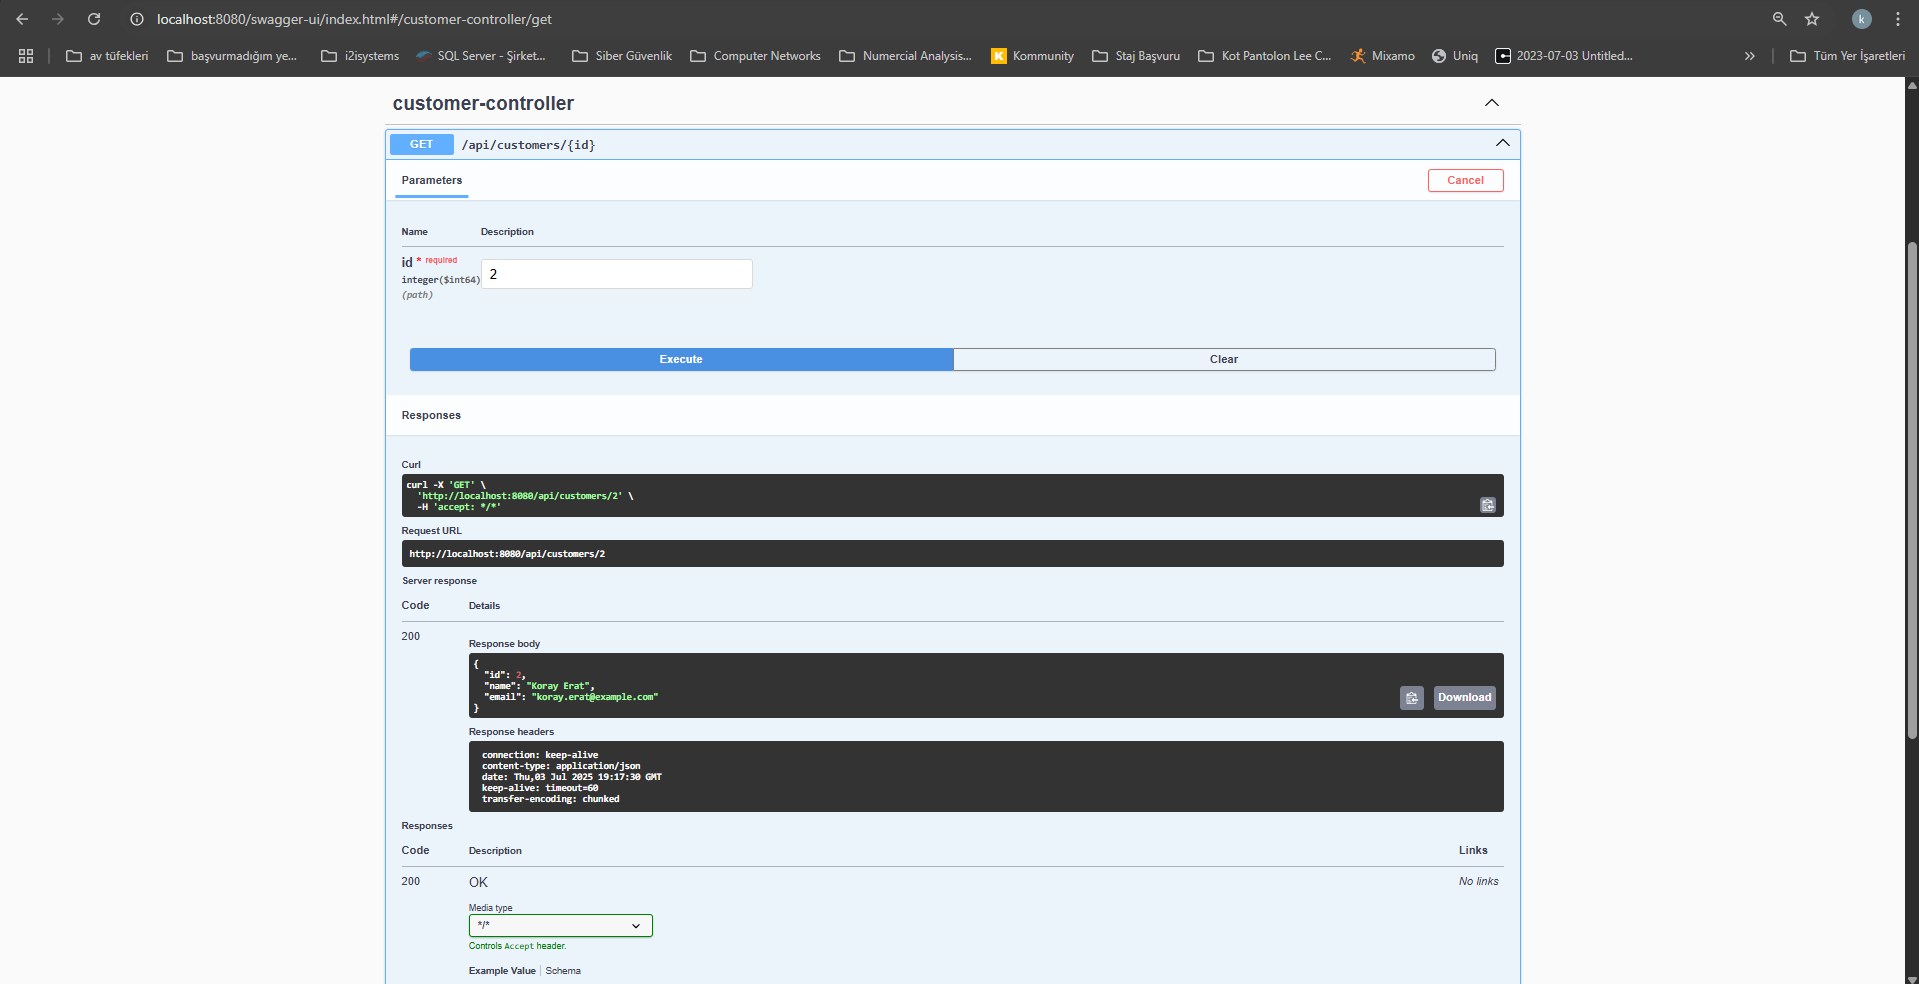 localhost:8080/swagger-ui/index.html#/customer-controller/get
k
av tüfekleri
başvurmadığım ye...
i2isystems
SQL Server - Şirket...
Siber Güvenlik
Computer Networks
Numercial Analysis...
K Kommunity
Staj Başvuru
Kot Pantolon Lee C...
Mixamo
Uniq
2023-07-03 Untitled...
»
Tüm Yer İşaretleri
customer-controller
GET /api/customers/{id}
Parameters
Cancel
Name Description
id * required
integer($int64)
(path)
2
Execute
Clear
Responses
Curl
curl -X 'GET' \
'http://localhost:8080/api/customers/2' \
-H 'accept: */*'
Request URL
http://localhost:8080/api/customers/2
Server response
Code Details
200
Response body
{
"id": 2,
"name": "Koray Erat",
"email": "koray.erat@example.com"
}
Download
Response headers
connection: keep-alive
content-type: application/json
date: Thu,03 Jul 2025 19:17:30 GMT
keep-alive: timeout=60
transfer-encoding: chunked
Responses
Code Description Links
200 OK No links
Media type
*/*
Controls Accept header.
Example Value | Schema